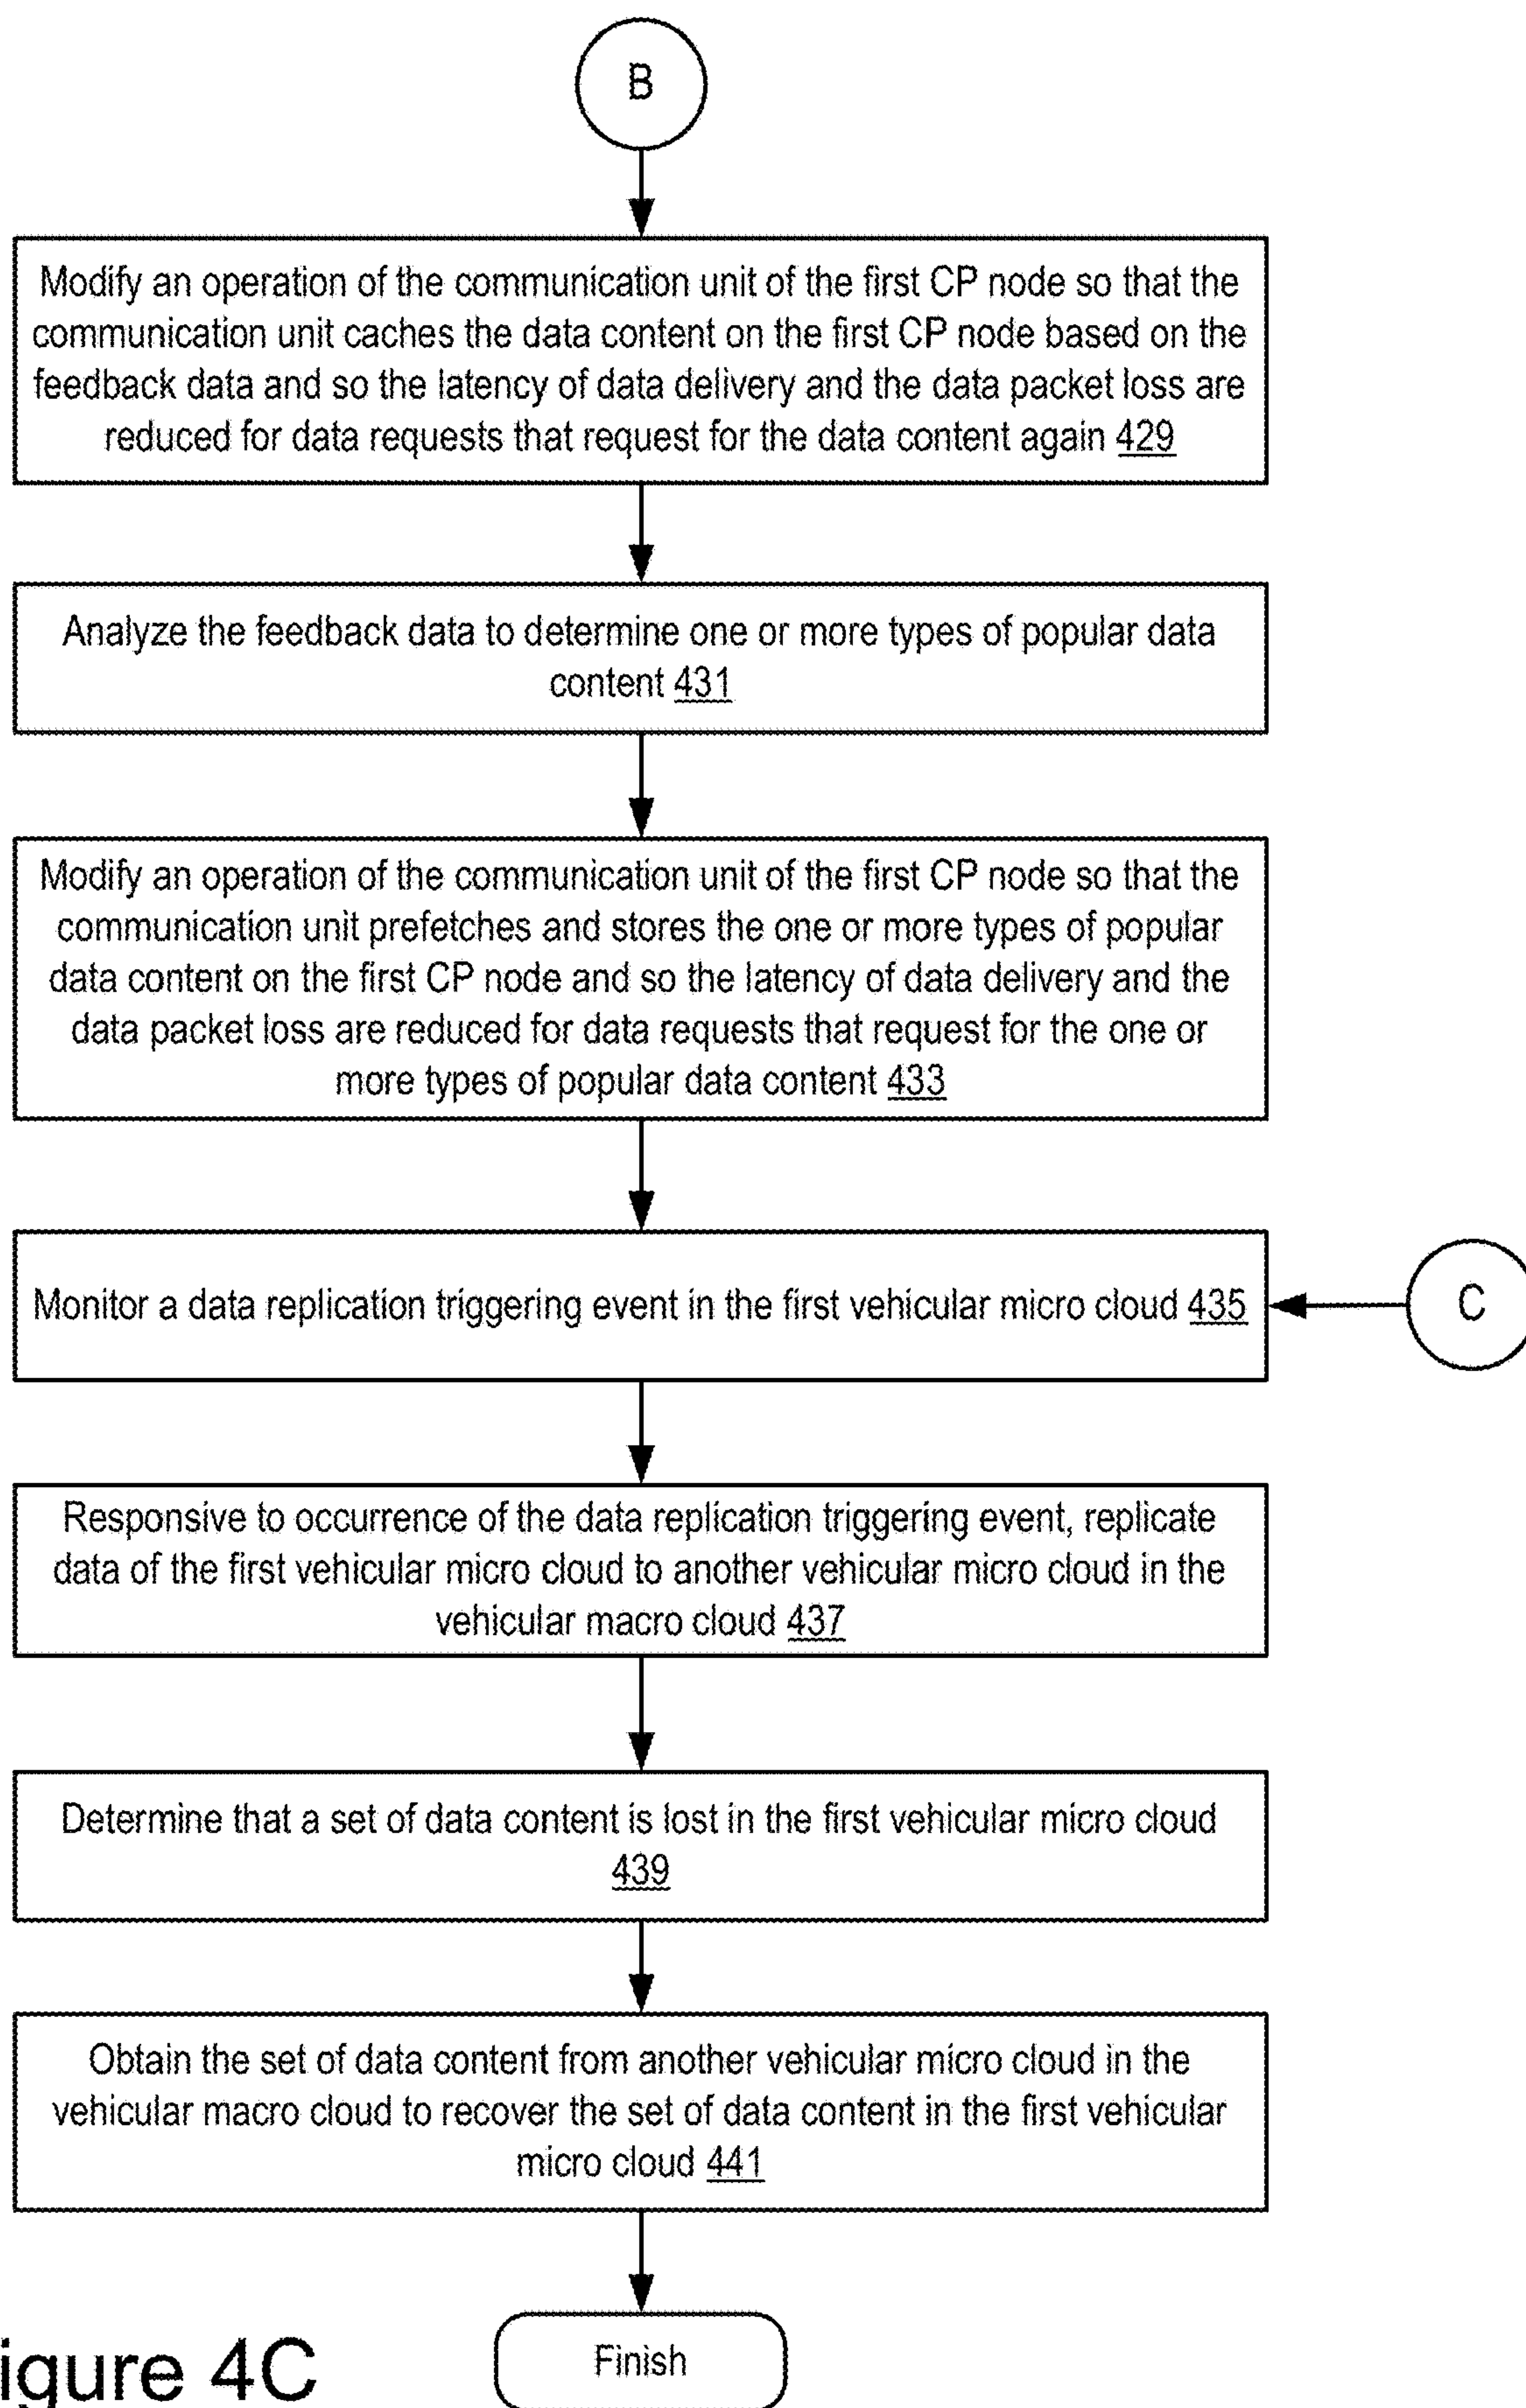 B
Modify an operation of the communication unit of the first CP node so that the
communication unit caches the data content on the first CP node based on the
feedback data and so the latency of data delivery and the data packet loss are
reduced for data requests that request for the data content again 429
Analyze the feedback data to determine one or more types of popular data
content 431
Modify an operation of the communication unit of the first CP node so that the
communication unit prefetches and stores the one or more types of popular
data content on the first CP node and so the latency of data delivery and the
data packet loss are reduced for data requests that request for the one or
more types of popular data content 433
Monitor a data replication triggering event in the first vehicular micro cloud 435
C
Responsive to occurrence of the data replication triggering event, replicate
data of the first vehicular micro cloud to another vehicular micro cloud in the
vehicular macro cloud 437
Determine that a set of data content is lost in the first vehicular micro cloud
439
Obtain the set of data content from another vehicular micro cloud in the
vehicular macro cloud to recover the set of data content in the first vehicular
micro cloud 441
Finish
igure 4C